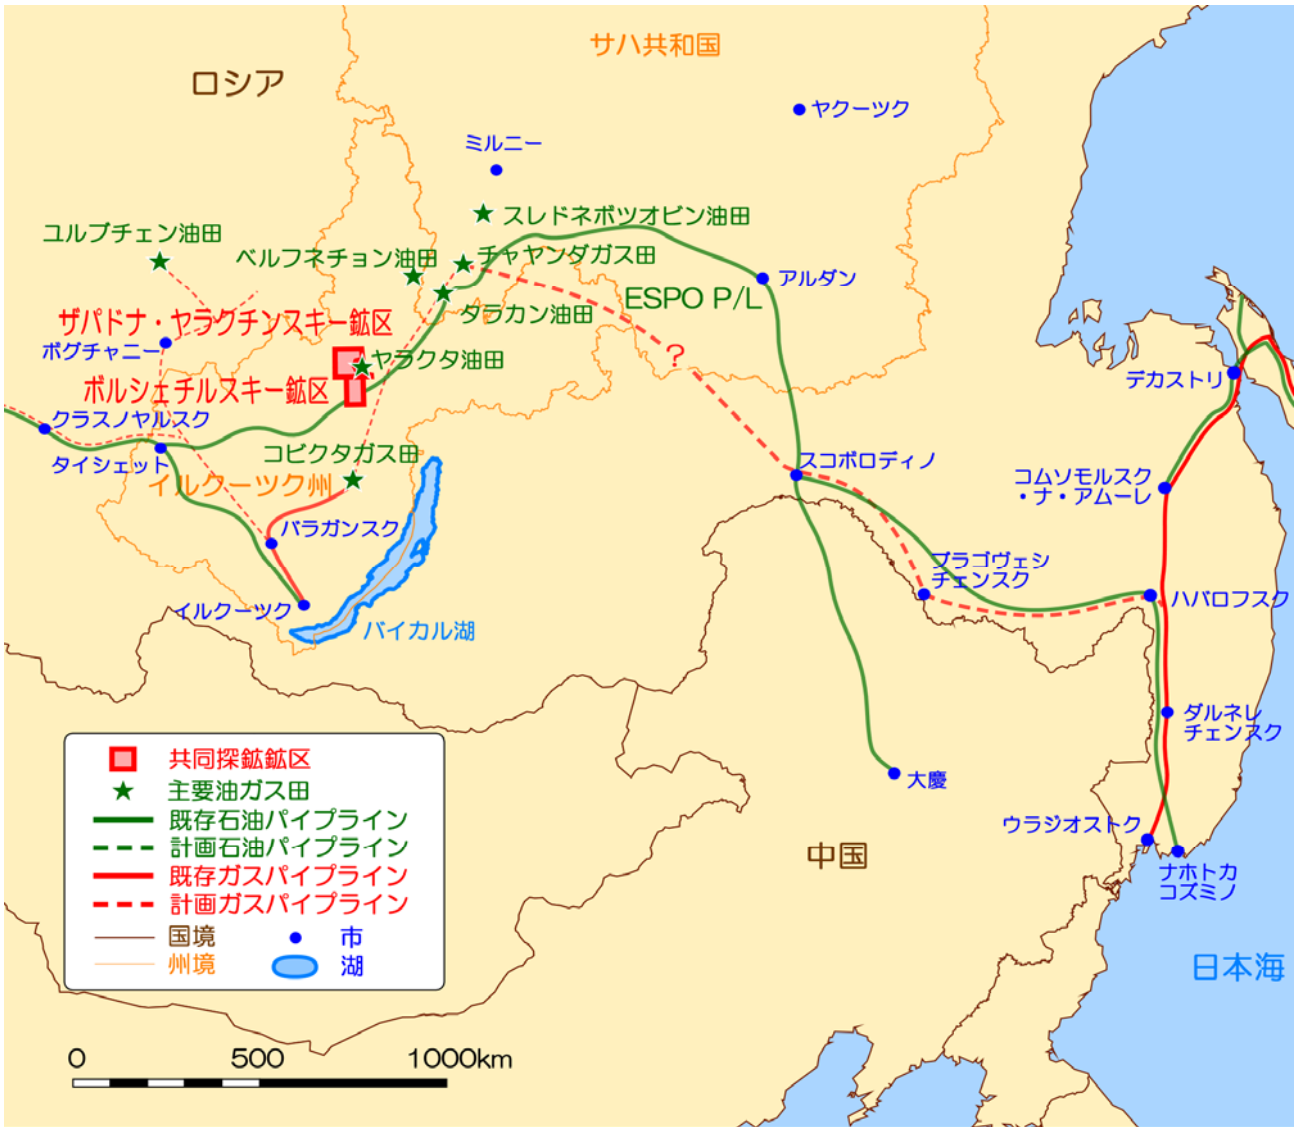 サハ共和国
ロシア
ヤクーツク
ミルニー
スレドネボツオビン油田
ユルブチェン油田
ベルフネチョン油田
チャヤンダガス田
アルダン
ESPO P/L
タラカン油田
ザパドナ・ヤラクチンスキー鉱区
ボグチャニー
?
ヤラクタ油田
ボルシェチルスキー鉱区
デカストリ
クラスノヤルスク
タイシェット
コビクタガス田
スコボロディノ
イルクーツク州
コムソモルスク
・ナ・アムーレ
バラガンスク
ブラゴヴェシ
チェンスク
イルクーツク
ハバロフスク
バイカル湖
ダルネレ
チェンスク
大慶
ウラジオストク
中国
ナホトカ
コズミノ
日本海
共同探鉱鉱区
主要油ガス田
既存石油パイプライン
計画石油パイプライン
既存ガスパイプライン
計画ガスパイプライン
国境
市
州境
湖
0 500 1000km